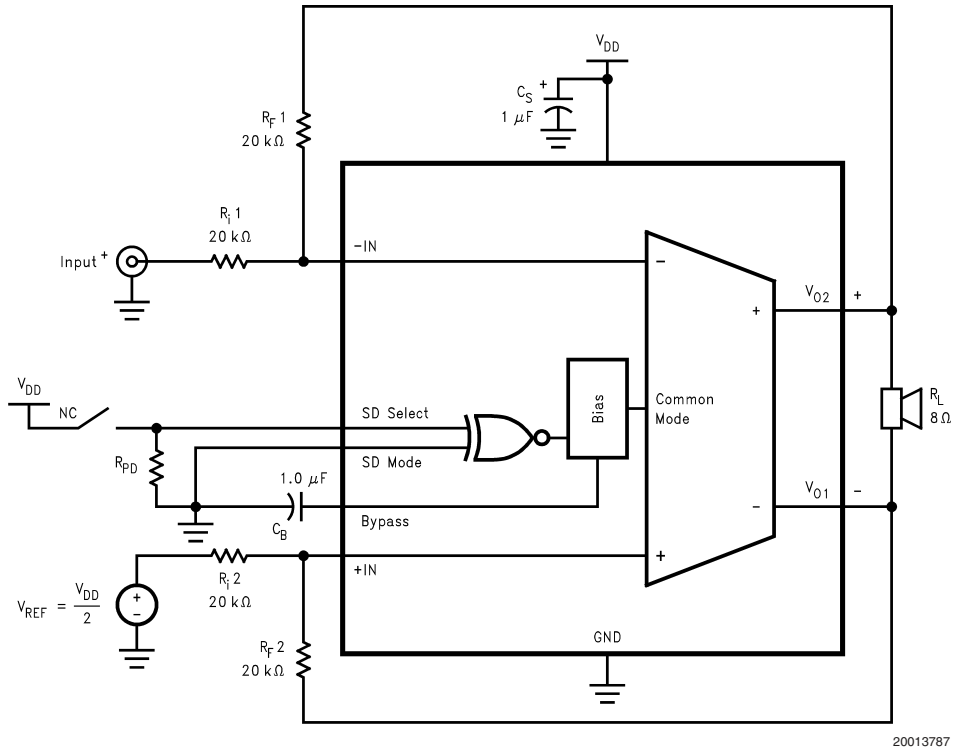 V_DD
C_S +
1 μF
R_F 1
20 kΩ
R_i 1
20 kΩ
Input +
-IN
−
+
V_O2 +
V_DD
NC
SD Select
SD Mode
Bias
Common
Mode
R_L
8 Ω
R_PD
1.0 μF
C_B
Bypass
−
V_O1 −
+IN
+
R_i 2
20 kΩ
V_REF = V_DD
2
+
−
R_F 2
20 kΩ
GND
20013787